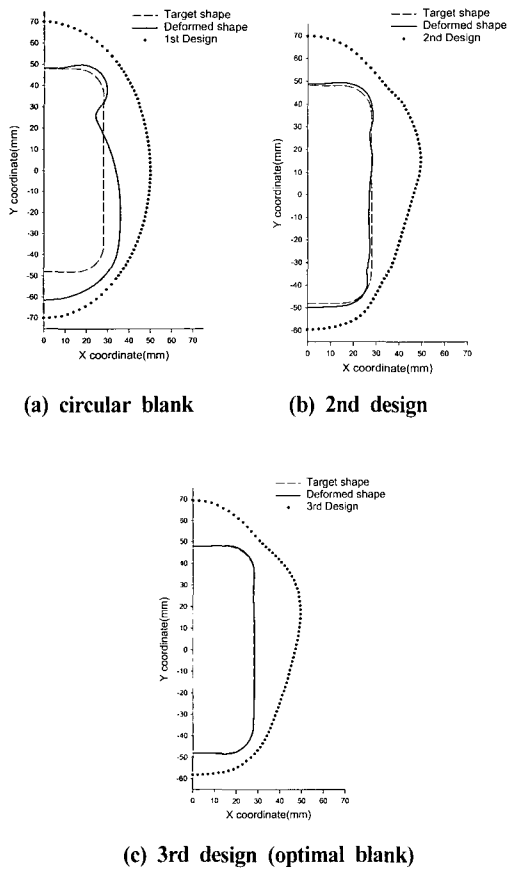 Target shape
Deformed shape
1st Design
70
60
50
40
30
20
10
0
-10
-20
-30
-40
-50
-60
-70
Y coordinate(mm)
0 10 20 30 40 50 60 70
X coordinate(mm)
(a) circular blank
Target shape
Deformed shape
2nd Design
70
60
50
40
30
20
10
0
-10
-20
-30
-40
-50
-60
Y coordinate(mm)
0 10 20 30 40 50 60 70
X coordinate(mm)
(b) 2nd design
Target shape
Deformed shape
3rd Design
70
60
50
40
30
20
10
0
-10
-20
-30
-40
-50
-60
Y coordinate(mm)
0 10 20 30 40 50 60 70
X coordinate(mm)
(c) 3rd design (optimal blank)